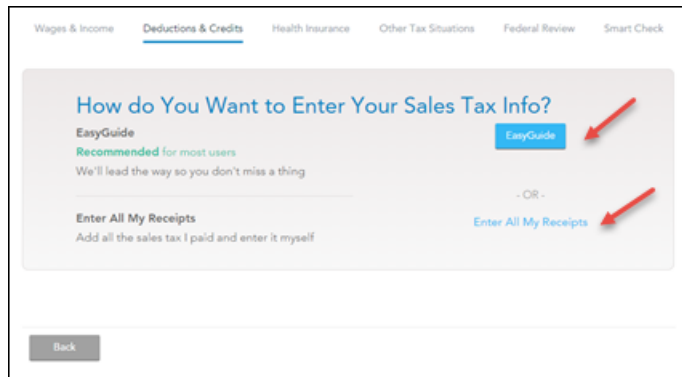 Wages & Income Deductions & Credits Health Insurance Other Tax Situations Federal Review Smart Check
How do You Want to Enter Your Sales Tax Info?
EasyGuide
Recommended for most users
We'll lead the way so you don't miss a thing
EasyGuide
- OR -
Enter All My Receipts
Add all the sales tax I paid and enter it myself
Enter All My Receipts
Back